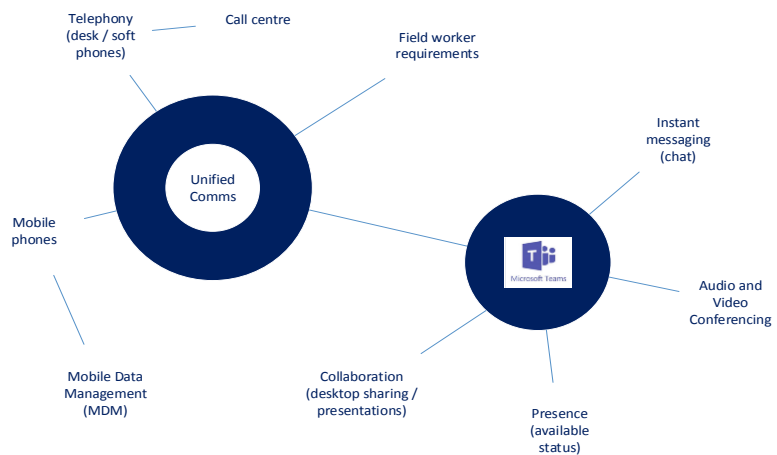 Telephony
(desk / soft
phones)
Call centre
Field worker
requirements
Unified
Comms
Instant
messaging
(chat)
Mobile
phones
Microsoft Teams
Audio and
Video
Conferencing
Mobile Data
Management
(MDM)
Collaboration
(desktop sharing /
presentations)
Presence
(available
status)